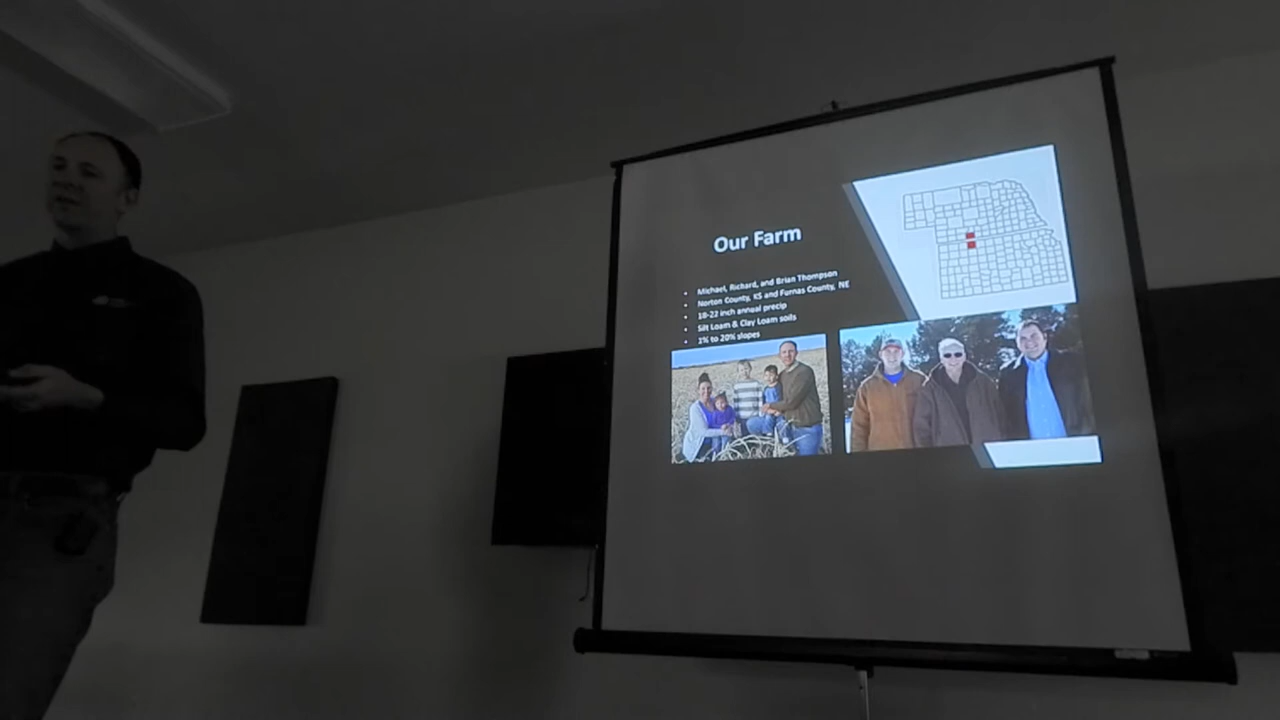 Our Farm
• Michael, Richard, and Brian Thompson
• Norton County, KS and Furnas County, NE
• 18-22 inch annual precip
• Silt Loam & Clay Loam soils
• 1% to 20% slopes